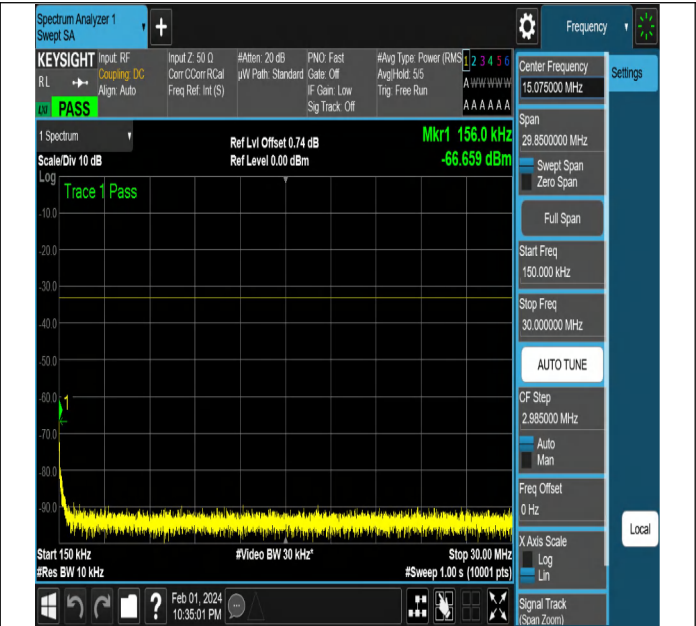 Spectrum Analyzer 1
Swept SA
+
Frequency
KEYSIGHT
RL
PASS
Input: RF
Coupling: DC
Align: Auto
Input Z: 50 Ω
Corr CCorr RCal
Freq Ref: Int (S)
#Atten: 20 dB
µW Path: Standard
PNO: Fast
Gate: Off
IF Gain: Low
Sig Track: Off
#Avg Type: Power (RMS
Avg|Hold: 5/5
Trig: Free Run
1 2 3 4 5 6
A W W W W W
A A A A A A
1 Spectrum
Scale/Div 10 dB
Ref Lvl Offset 0.74 dB
Ref Level 0.00 dBm
Mkr1 156.0 kHz
-66.659 dBm
Log
Trace 1 Pass
-10.0
-20.0
-30.0
-40.0
-50.0
-60.0
1
-70.0
-80.0
-90.0
Start 150 kHz
#Res BW 10 kHz
#Video BW 30 kHz*
Stop 30.00 MHz
#Sweep 1.00 s (10001 pts)
Feb 01, 2024
10:35:01 PM
Center Frequency
15.075000 MHz
Settings
Span
29.8500000 MHz
Swept Span
Zero Span
Full Span
Start Freq
150.000 kHz
Stop Freq
30.000000 MHz
AUTO TUNE
CF Step
2.985000 MHz
Auto
Man
Freq Offset
0 Hz
X Axis Scale
Log
Lin
Local
Signal Track
(Span Zoom)